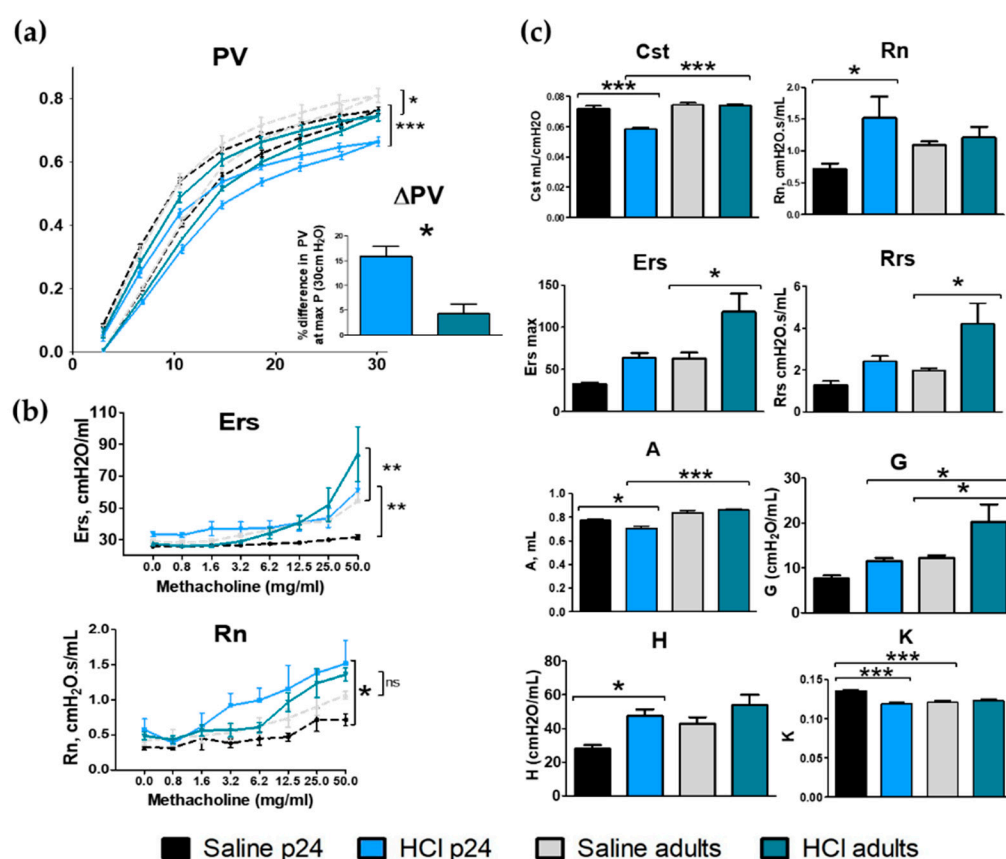 (a)
PV
0.8
0.6
0.4
0.2
0.0
0
10
20
30
*
***
ΔPV
*
% difference in PV
at max P (30cm H₂O)
20
15
10
5
0
(b)
Ers
Ers, cmH2O/ml
110
90
70
50
30
**
**
0.0 0.8 1.6 3.2 6.2 12.5 25.0 50.0
Methacholine (mg/ml)
Rn
Rn, cmH₂O.s/mL
2.0
1.5
1.0
0.5
0.0
* ns
0.0 0.8 1.6 3.2 6.2 12.5 25.0 50.0
Methacholine (mg/ml)
(c)
Cst
Cst mL/cmH2O
0.12
0.08
0.04
0.00
***
***
Rn
Rn, cmH2O.s/mL
2.0
1.5
1.0
0.5
0.0
*
Ers
Ers max
150
100
50
0
*
Rrs
Rrs cmH2O.s/mL
6
4
2
0
*
A
A, mL
1.0
0.8
0.6
0.4
0.2
0.0
*
***
G
G (cmH₂O/mL)
30
20
10
0
*
*
H
H (cmH2O/mL)
80
60
40
20
0
*
K
K
0.15
0.10
0.05
0.00
***
***
Saline p24 HCl p24 Saline adults HCl adults